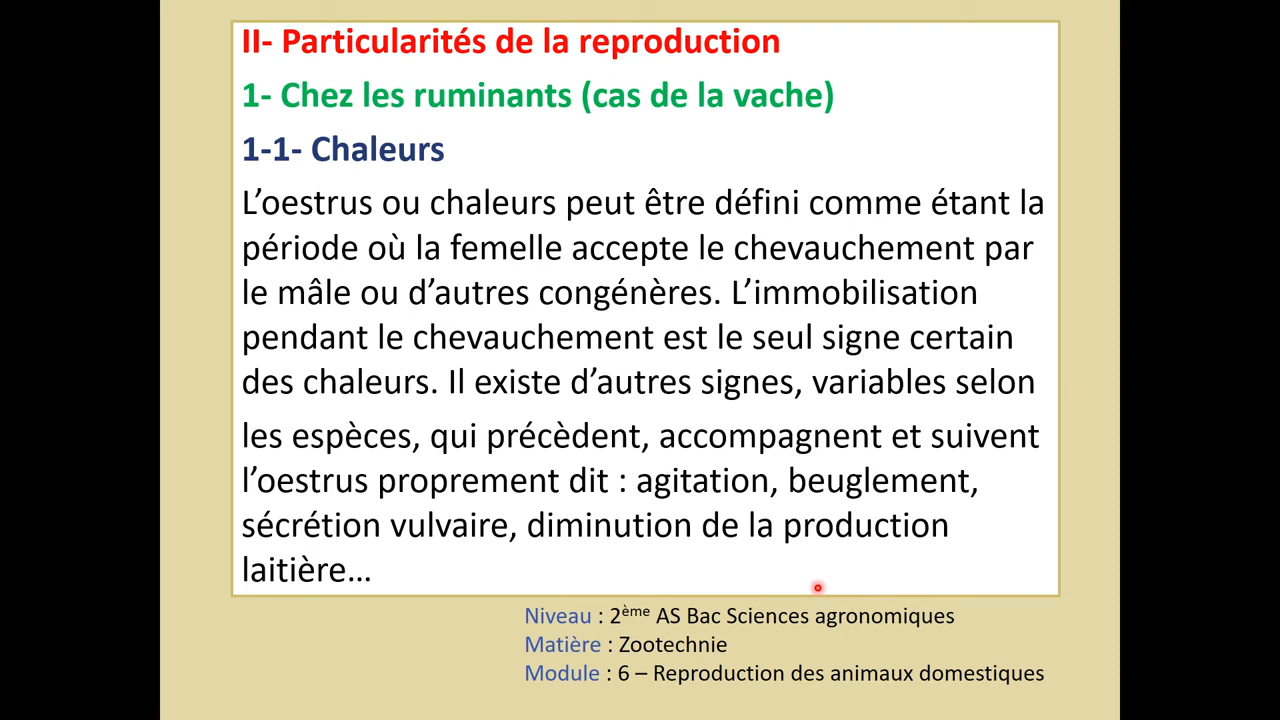 II- Particularités de la reproduction
1- Chez les ruminants (cas de la vache)
1-1- Chaleurs
L’oestrus ou chaleurs peut être défini comme étant la
période où la femelle accepte le chevauchement par
le mâle ou d’autres congénères. L’immobilisation
pendant le chevauchement est le seul signe certain
des chaleurs. Il existe d’autres signes, variables selon
les espèces, qui précèdent, accompagnent et suivent
l’oestrus proprement dit : agitation, beuglement,
sécrétion vulvaire, diminution de la production
laitière…
Niveau : 2ème AS Bac Sciences agronomiques
Matière : Zootechnie
Module : 6 – Reproduction des animaux domestiques